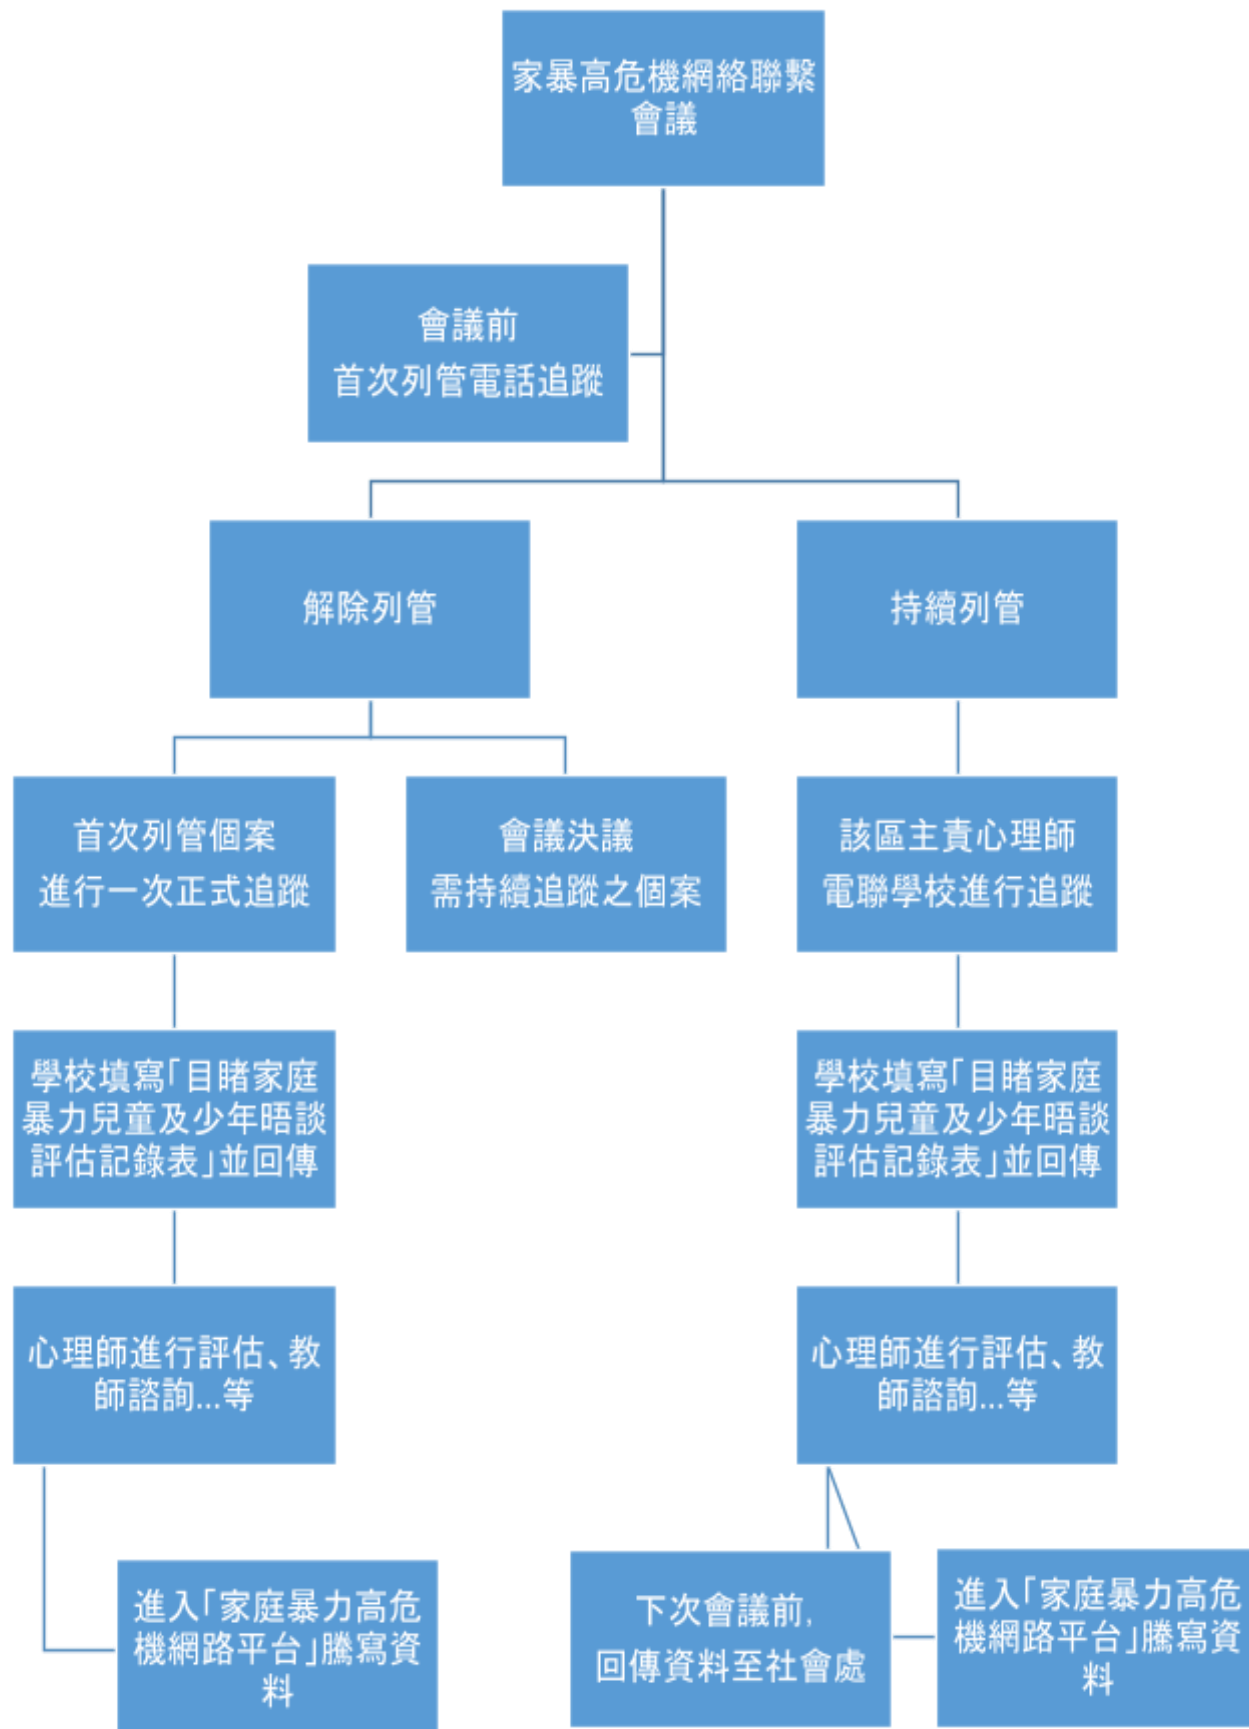 家暴高危機網絡聯繫
會議
會議前
首次列管電話追蹤
解除列管
持續列管
首次列管個案
進行一次正式追蹤
會議決議
需持續追蹤之個案
該區主責心理師
電聯學校進行追蹤
學校填寫「目睹家庭
暴力兒童及少年晤談
評估記錄表」並回傳
學校填寫「目睹家庭
暴力兒童及少年晤談
評估記錄表」並回傳
心理師進行評估、教
師諮詢...等
心理師進行評估、教
師諮詢...等
進入「家庭暴力高危
機網路平台」騰寫資
料
下次會議前,
回傳資料至社會處
進入「家庭暴力高危
機網路平台」騰寫資
料